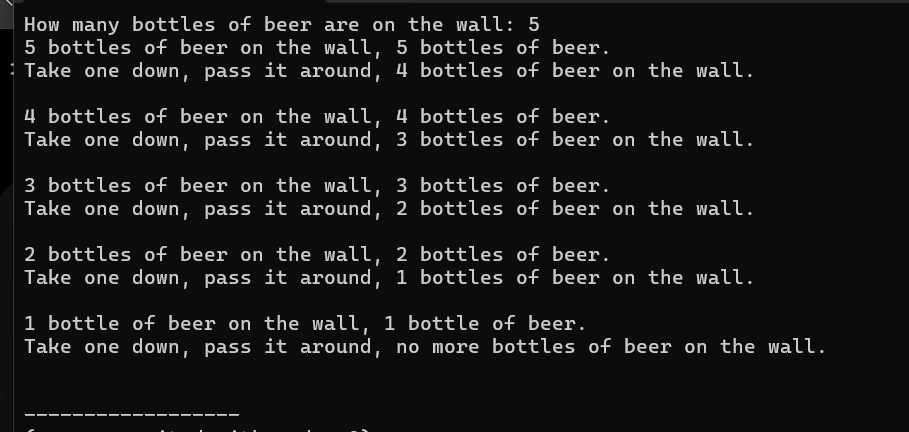 How many bottles of beer are on the wall: 5
5 bottles of beer on the wall, 5 bottles of beer.
Take one down, pass it around, 4 bottles of beer on the wall.
4 bottles of beer on the wall, 4 bottles of beer.
Take one down, pass it around, 3 bottles of beer on the wall.
3 bottles of beer on the wall, 3 bottles of beer.
Take one down, pass it around, 2 bottles of beer on the wall.
2 bottles of beer on the wall, 2 bottles of beer.
Take one down, pass it around, 1 bottles of beer on the wall.
1 bottle of beer on the wall, 1 bottle of beer.
Take one down, pass it around, no more bottles of beer on the wall.
------------------